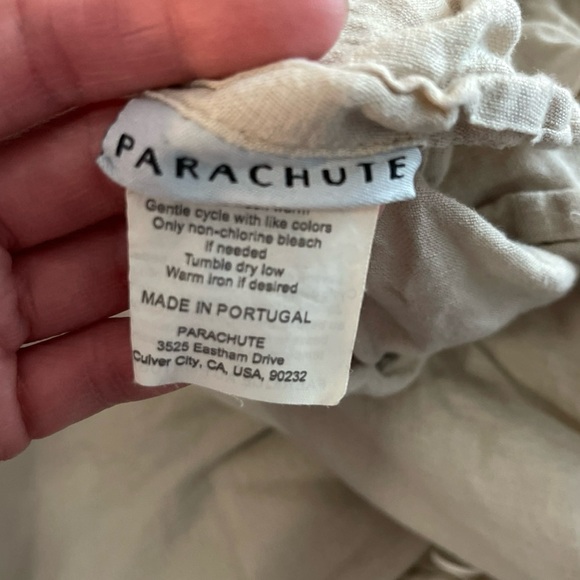 PARACHUTE
Gentle cycle with like colors
Only non-chlorine bleach
if needed
Tumble dry low
Warm iron if desired
MADE IN PORTUGAL
PARACHUTE
3525 Eastham Drive
Culver City, CA, USA, 90232